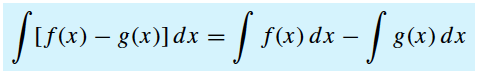 ∫[f(x) − g(x)] dx = ∫ f(x) dx − ∫ g(x) dx